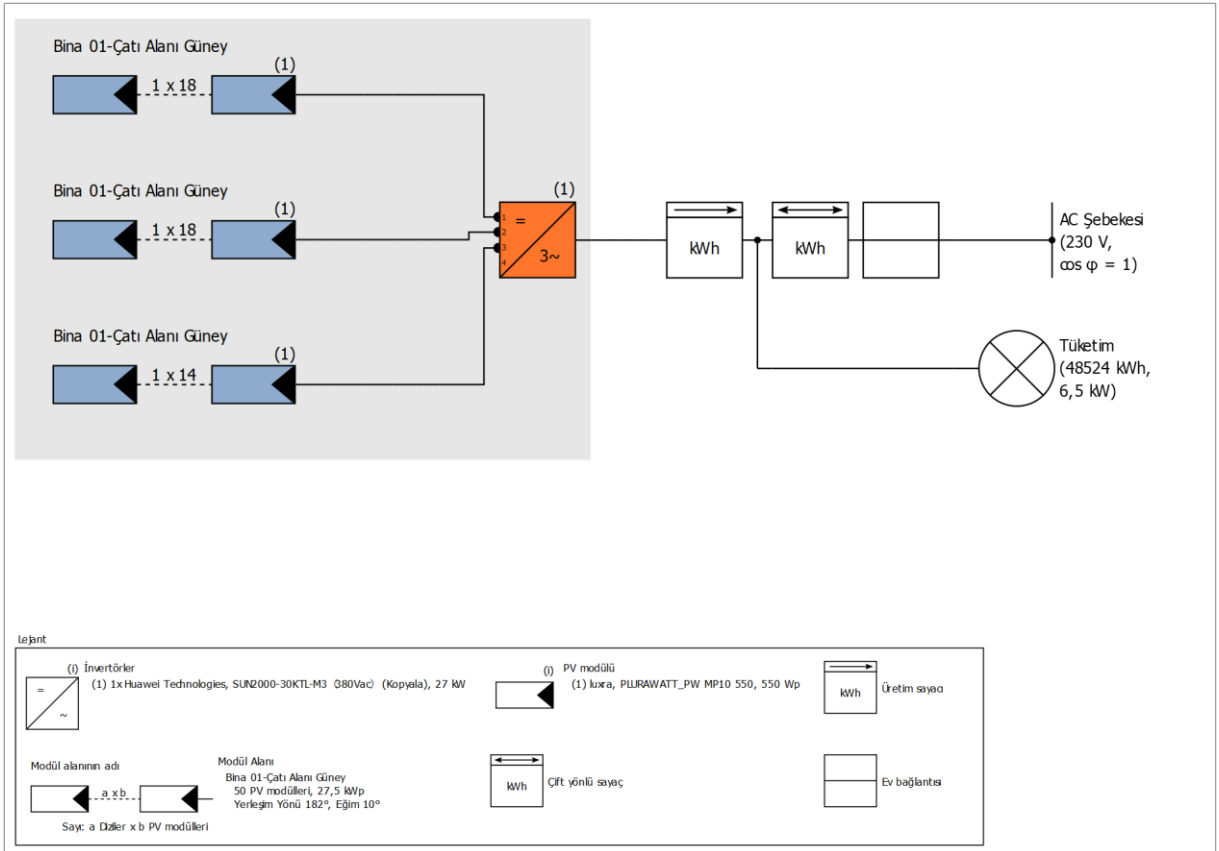 Bina 01-Çatı Alanı Güney
(1)
1 x 18
Bina 01-Çatı Alanı Güney
(1)
1 x 18
Bina 01-Çatı Alanı Güney
(1)
1 x 14
(1)
1
2
3
4
=
3~
kWh
kWh
AC Şebekesi
(230 V,
cos φ = 1)
Tüketim
(48524 kWh,
6,5 kW)
Lejant
=
~
(i) İnvertörler
(1) 1x Huawei Technologies, SUN2000-30KTL-M3 (380Vac) (Kopyala), 27 kW
(i) PV modülü
(1) luxra, PLURAWATT_PW MP10 550, 550 Wp
kWh
Üretim sayacı
Modül alanının adı
a x b
Sayı: a Diziler x b PV modülleri
Modül Alanı
Bina 01-Çatı Alanı Güney
50 PV modülleri, 27,5 kWp
Yerleşim Yönü 182°, Eğim 10°
kWh
Çift yönlü sayaç
Ev bağlantısı